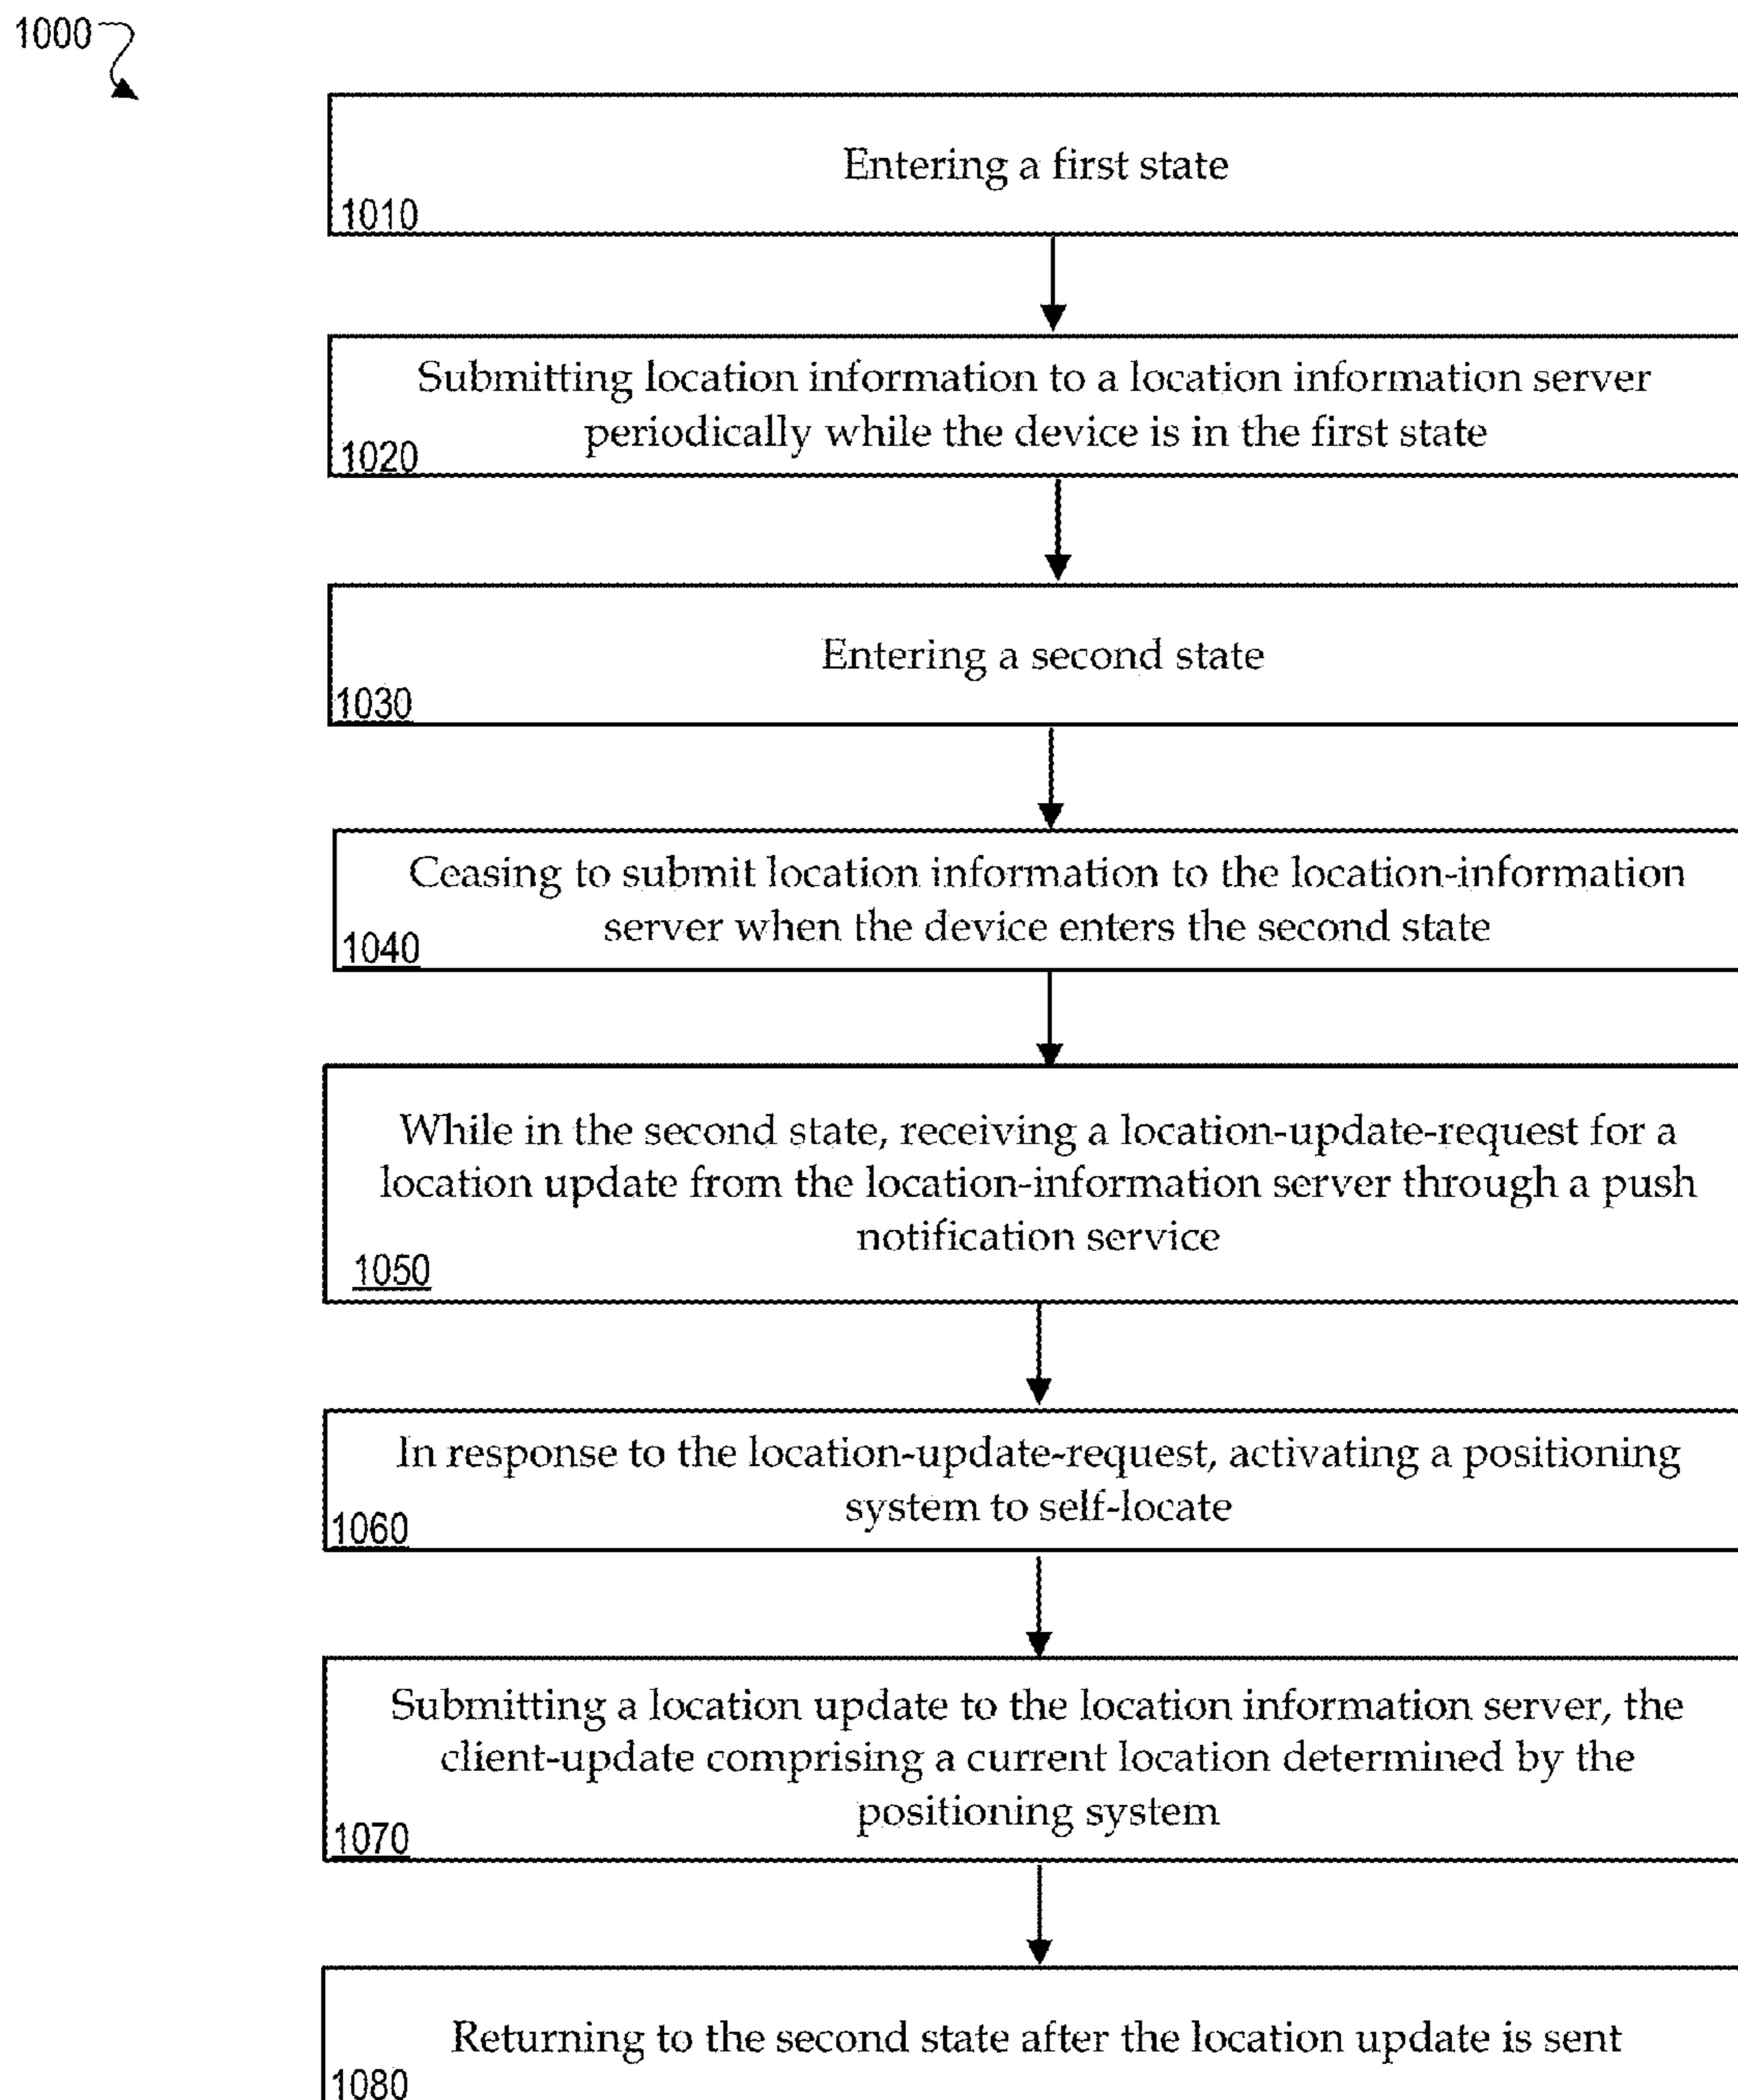 1000
Entering a first state
1010
Submitting location information to a location information server
periodically while the device is in the first state
1020
Entering a second state
1030
Ceasing to submit location information to the location-information
server when the device enters the second state
1040
While in the second state, receiving a location-update-request for a
location update from the location-information server through a push
notification service
1050
In response to the location-update-request, activating a positioning
system to self-locate
1060
Submitting a location update to the location information server, the
client-update comprising a current location determined by the
positioning system
1070
Returning to the second state after the location update is sent
1080